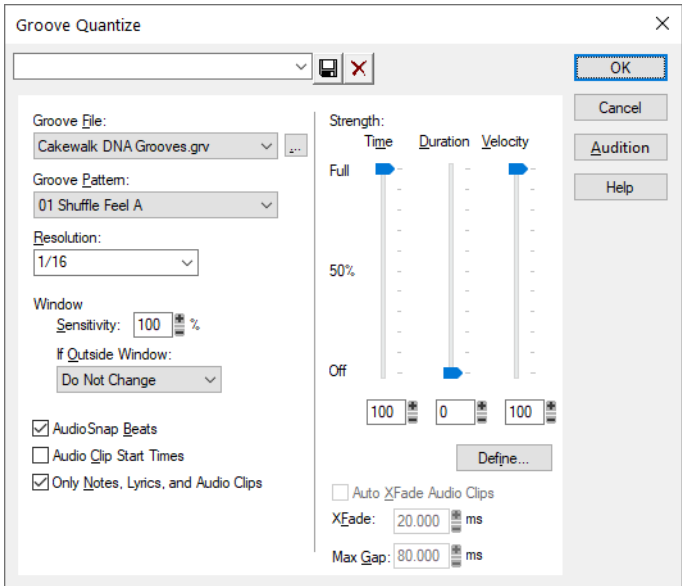 Groove Quantize
OK
Cancel
Audition
Help
Groove File:
Cakewalk DNA Grooves.grv
...
Groove Pattern:
01 Shuffle Feel A
Resolution:
1/16
Window
Sensitivity: 100 %
If Outside Window:
Do Not Change
AudioSnap Beats
Audio Clip Start Times
Only Notes, Lyrics, and Audio Clips
Strength:
Time Duration Velocity
Full
50%
Off
100 0 100
Define...
Auto XFade Audio Clips
XFade: 20.000 ms
Max Gap: 80.000 ms